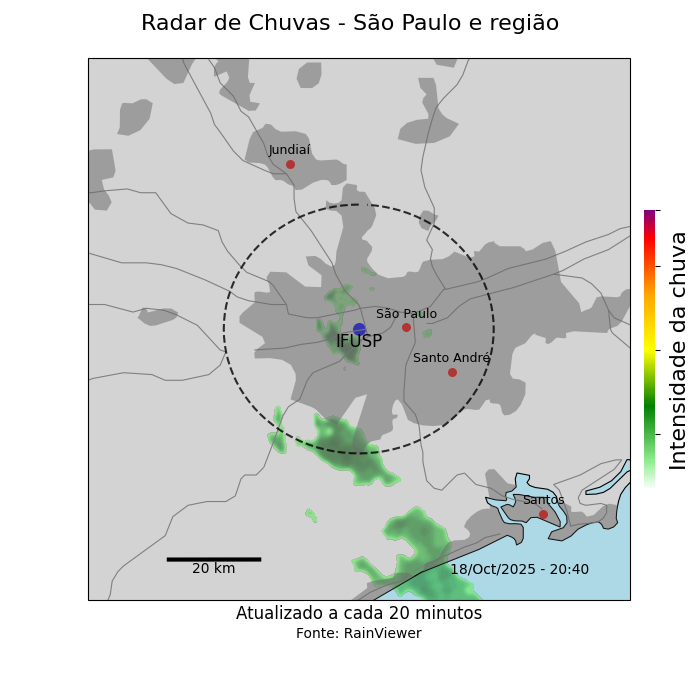 Radar de Chuvas - São Paulo e região
Jundiaí
São Paulo
IFUSP
Santo André
Santos
18/Oct/2025 - 20:40
20 km
Intensidade da chuva
Atualizado a cada 20 minutos
Fonte: RainViewer